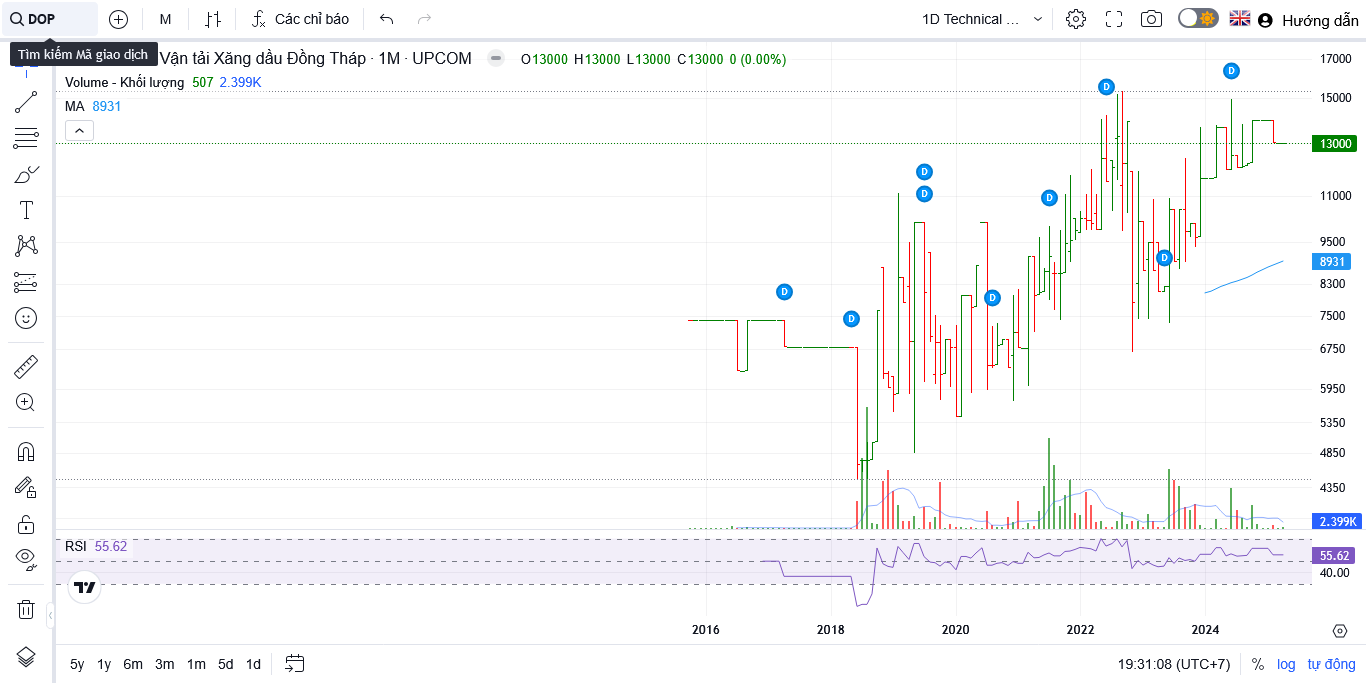 DOP
M
Các chỉ báo
1D Technical ...
Hướng dẫn
Tìm kiếm Mã giao dịch
Vận tải Xăng dầu Đồng Tháp · 1M · UPCOM
O13000 H13000 L13000 C13000 0 (0.00%)
Volume - Khối lượng 507 2.399K
MA 8931
17000
15000
13000
11000
9500
8931
8300
7500
6750
5950
5350
4850
4350
2.399K
D
D
D
D
D
D
D
D
D
RSI 55.62
55.62
40.00
2016
2018
2020
2022
2024
5y 1y 6m 3m 1m 5d 1d
19:31:08 (UTC+7)
%
log
tự động